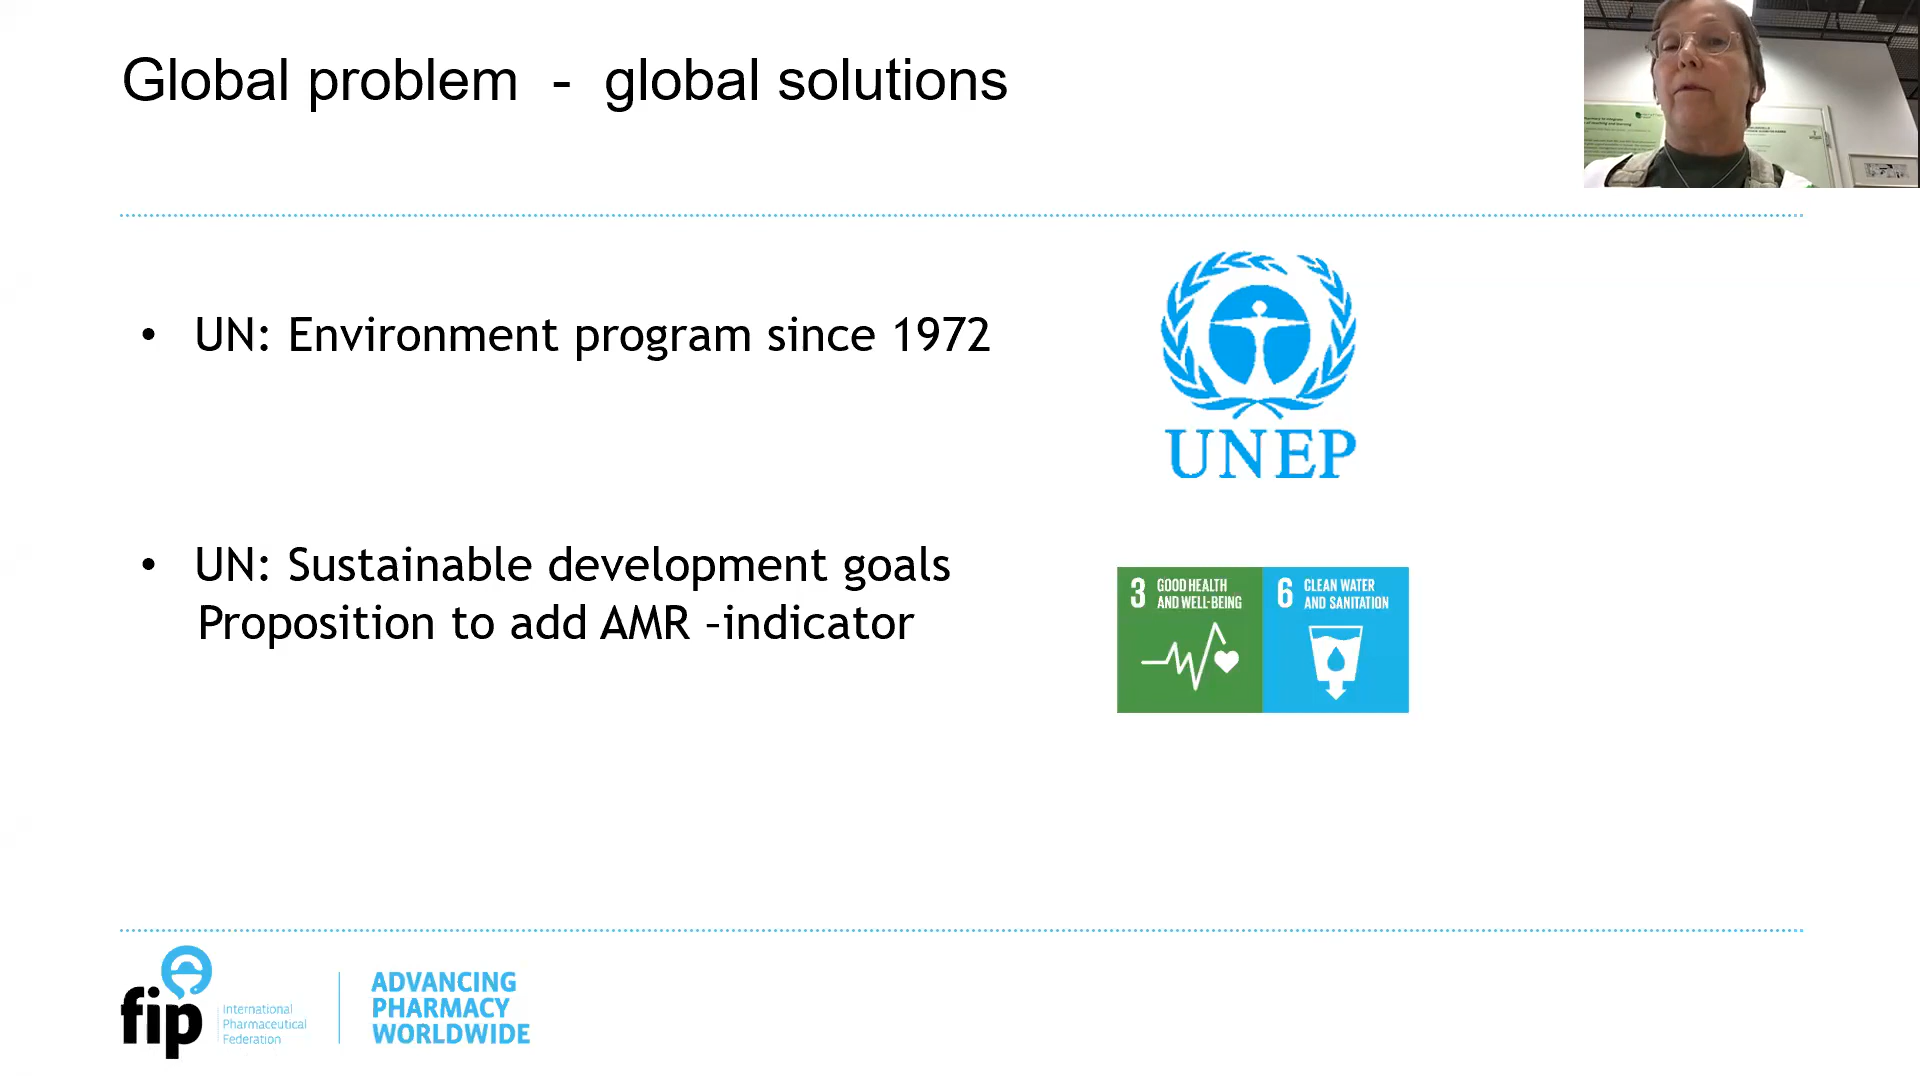 Global problem - global solutions
• UN: Environment program since 1972
UNEP
• UN: Sustainable development goals
Proposition to add AMR –indicator
3 GOOD HEALTH
AND WELL-BEING
6 CLEAN WATER
AND SANITATION
fip
International
Pharmaceutical
Federation
ADVANCING
PHARMACY
WORLDWIDE